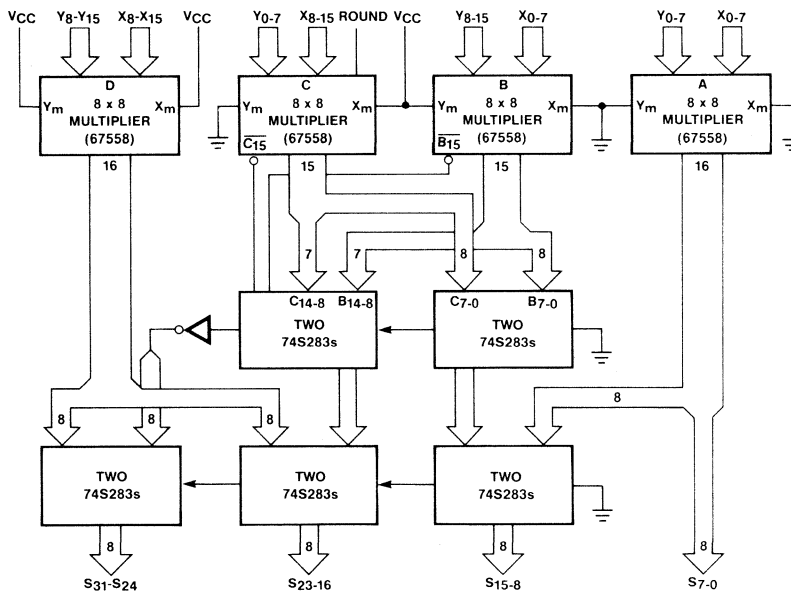 VCC Y8-Y15 X8-X15 VCC Y0-7 X8-15 ROUND VCC Y8-15 X0-7 Y0-7 X0-7
D
8 x 8
Ym Xm
MULTIPLIER
(67558)
16
C
8 x 8
Ym Xm
MULTIPLIER
(67558)
C̅1̅5̅
15
B
8 x 8
Ym Xm
MULTIPLIER
(67558)
B̅1̅5̅
15
A
8 x 8
Ym Xm
MULTIPLIER
(67558)
16
7 7 8 8
C14-8 B14-8
TWO
74S283s
C7-0 B7-0
TWO
74S283s
8 8 8 8 8
TWO
74S283s
TWO
74S283s
TWO
74S283s
8 8 8 8
S31-S24 S23-16 S15-8 S7-0